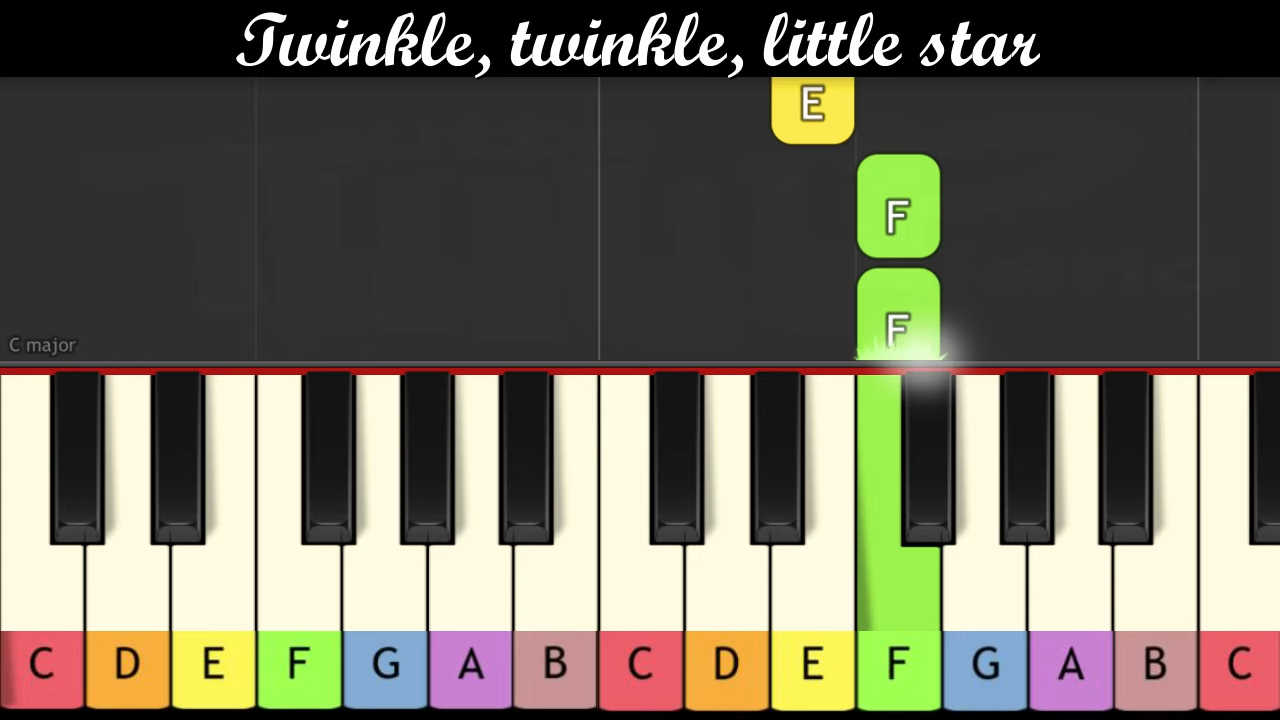 Twinkle, twinkle, little star
E
F
F
C major
C D E F G A B C D E F G A B C